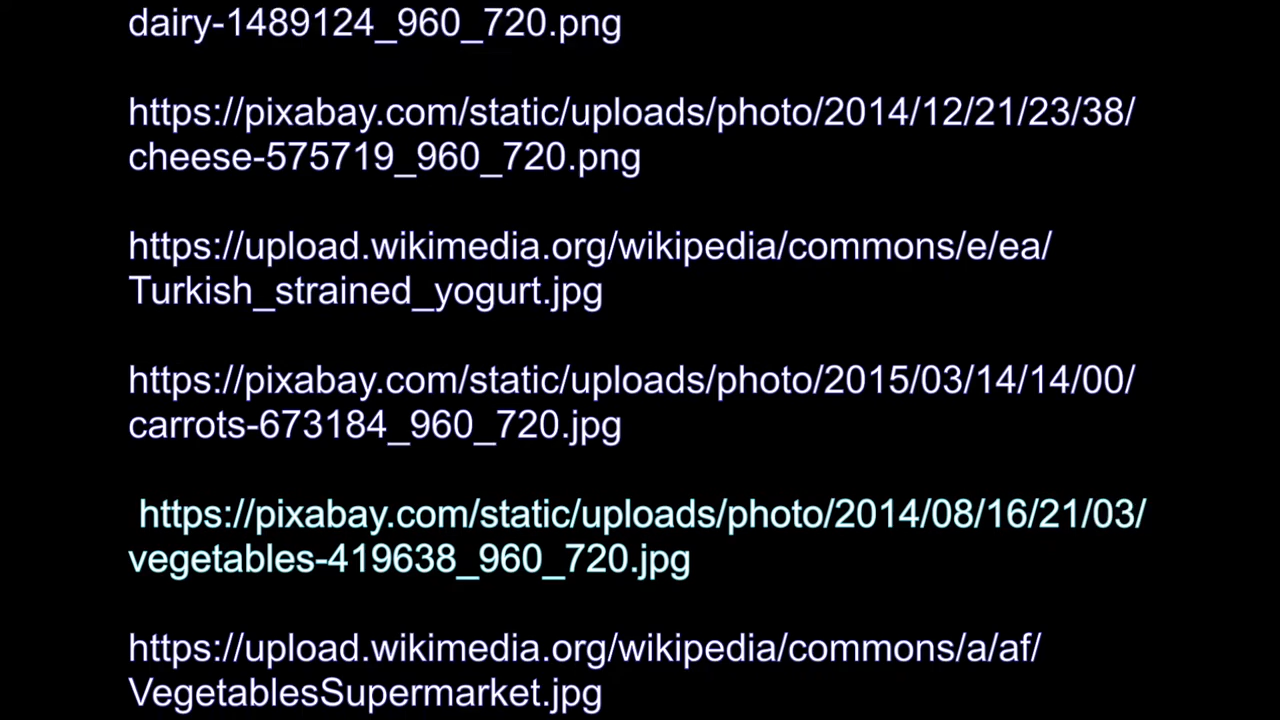 dairy-1489124_960_720.png
https://pixabay.com/static/uploads/photo/2014/12/21/23/38/
cheese-575719_960_720.png
https://upload.wikimedia.org/wikipedia/commons/e/ea/
Turkish_strained_yogurt.jpg
https://pixabay.com/static/uploads/photo/2015/03/14/14/00/
carrots-673184_960_720.jpg
https://pixabay.com/static/uploads/photo/2014/08/16/21/03/
vegetables-419638_960_720.jpg
https://upload.wikimedia.org/wikipedia/commons/a/af/
VegetablesSupermarket.jpg